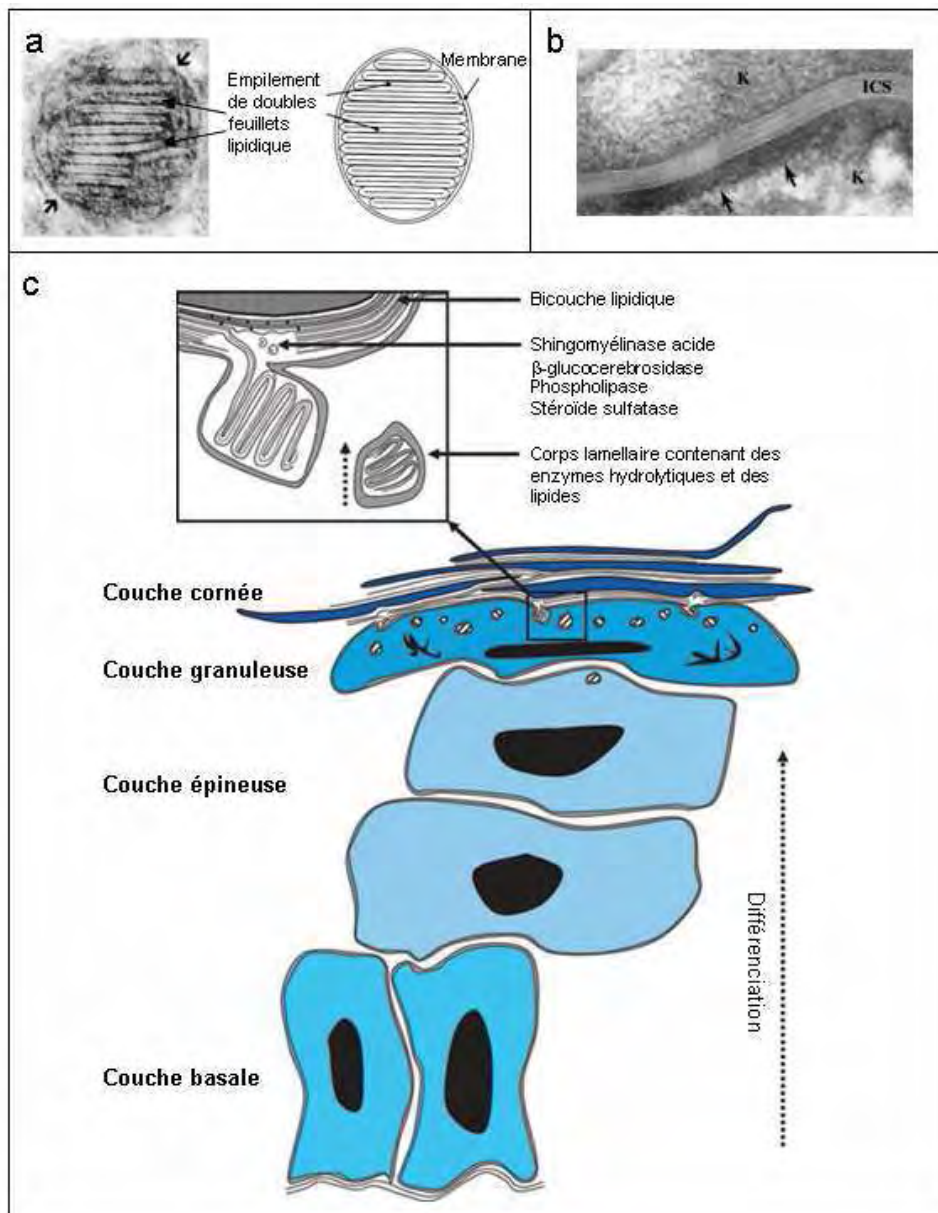 a
Empilement
de doubles
feuillets
lipidique
Membrane
b
K
ICS
K
c
Bicouche lipidique
Shingomyélinase acide
β-glucocerebrosidase
Phospholipase
Stéroïde sulfatase
Corps lamellaire contenant des
enzymes hydrolytiques et des
lipides
Couche cornée
Couche granuleuse
Couche épineuse
Couche basale
Différenciation